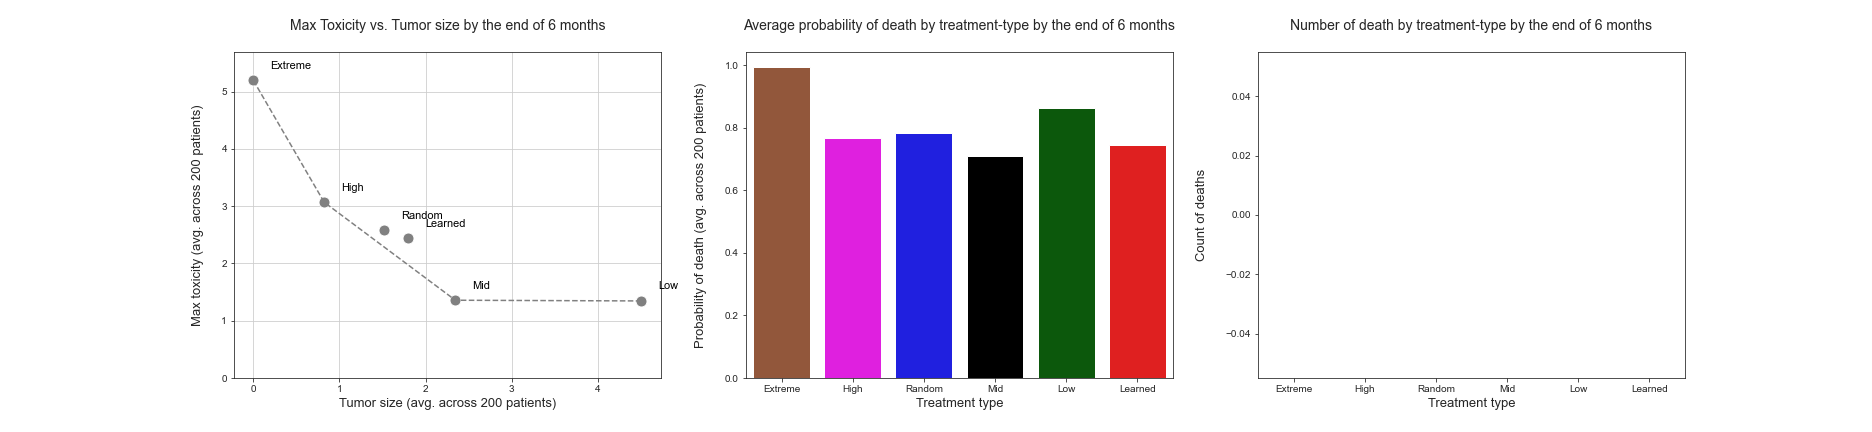 Max Toxicity vs. Tumor size by the end of 6 months
Max toxicity (avg. across 200 patients)
5
4
3
2
1
0
Extreme
High
Random
Learned
Mid
Low
0 1 2 3 4
Tumor size (avg. across 200 patients)
Average probability of death by treatment-type by the end of 6 months
Probability of death (avg. across 200 patients)
1.0
0.8
0.6
0.4
0.2
0.0
Extreme High Random Mid Low Learned
Treatment type
Number of death by treatment-type by the end of 6 months
Count of deaths
0.04
0.02
0.00
−0.02
−0.04
Extreme High Random Mid Low Learned
Treatment type